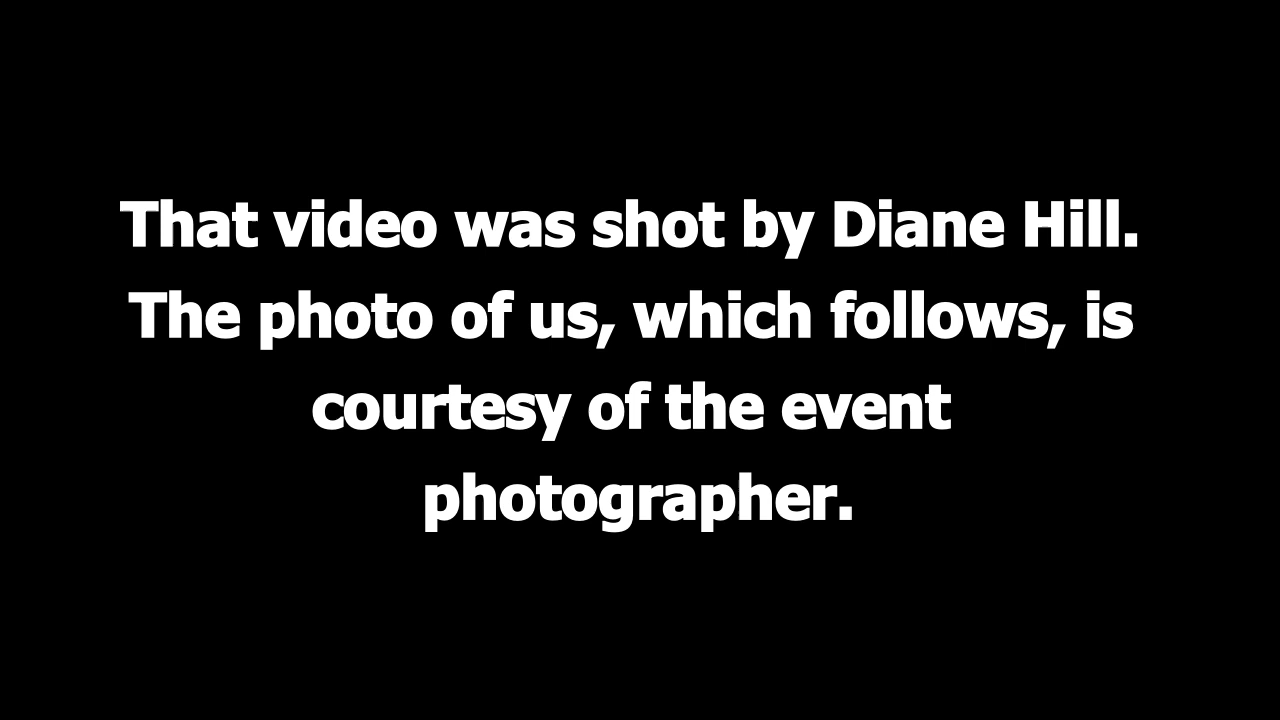 That video was shot by Diane Hill.
The photo of us, which follows, is
courtesy of the event
photographer.